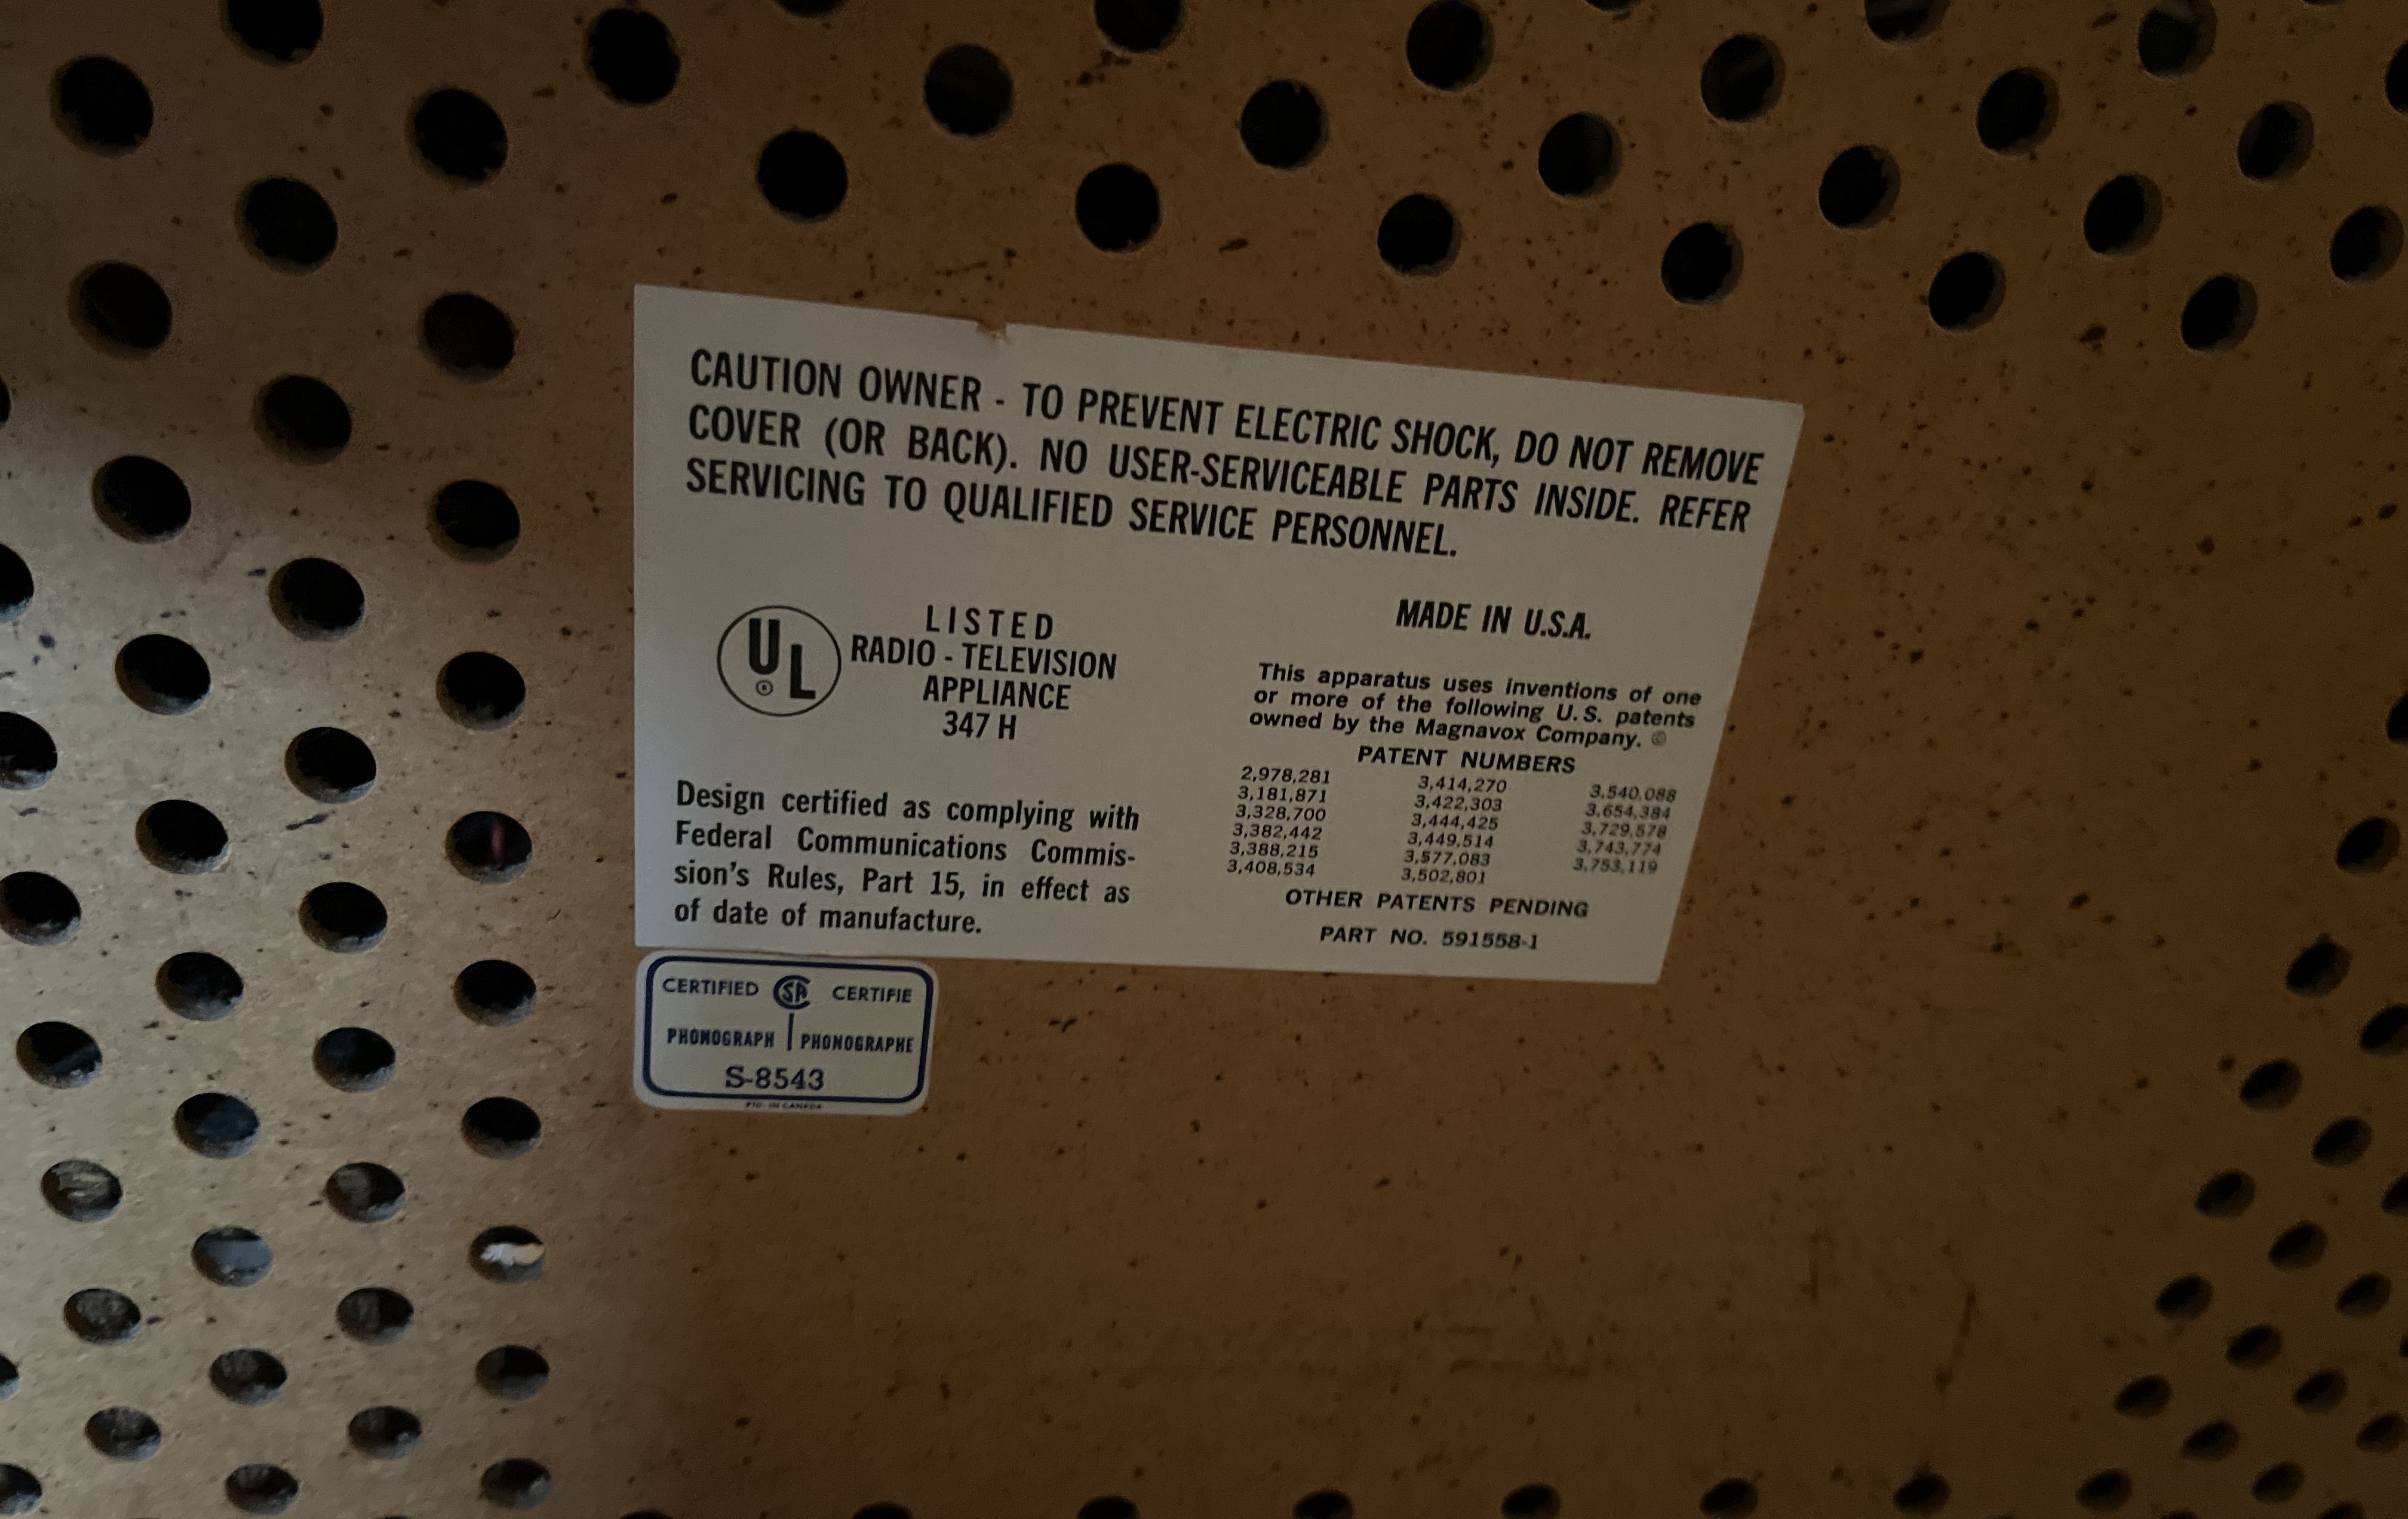 CAUTION OWNER - TO PREVENT ELECTRIC SHOCK, DO NOT REMOVE
COVER (OR BACK). NO USER-SERVICEABLE PARTS INSIDE. REFER
SERVICING TO QUALIFIED SERVICE PERSONNEL.
UL
®
LISTED
RADIO - TELEVISION
APPLIANCE
347 H
Design certified as complying with
Federal Communications Commis-
sion's Rules, Part 15, in effect as
of date of manufacture.
MADE IN U.S.A.
This apparatus uses inventions of one
or more of the following U.S. patents
owned by the Magnavox Company. ©
PATENT NUMBERS
2,978,281 3,414,270 3,540,088
3,181,871 3,422,303 3,654,384
3,328,700 3,444,425 3,729,578
3,382,442 3,449,514 3,743,774
3,388,215 3,577,083 3,753,119
3,408,534 3,502,801
OTHER PATENTS PENDING
PART NO. 591558-1
CERTIFIED CSA CERTIFIE
PHONOGRAPH PHONOGRAPHE
S-8543
PTD. IN CANADA